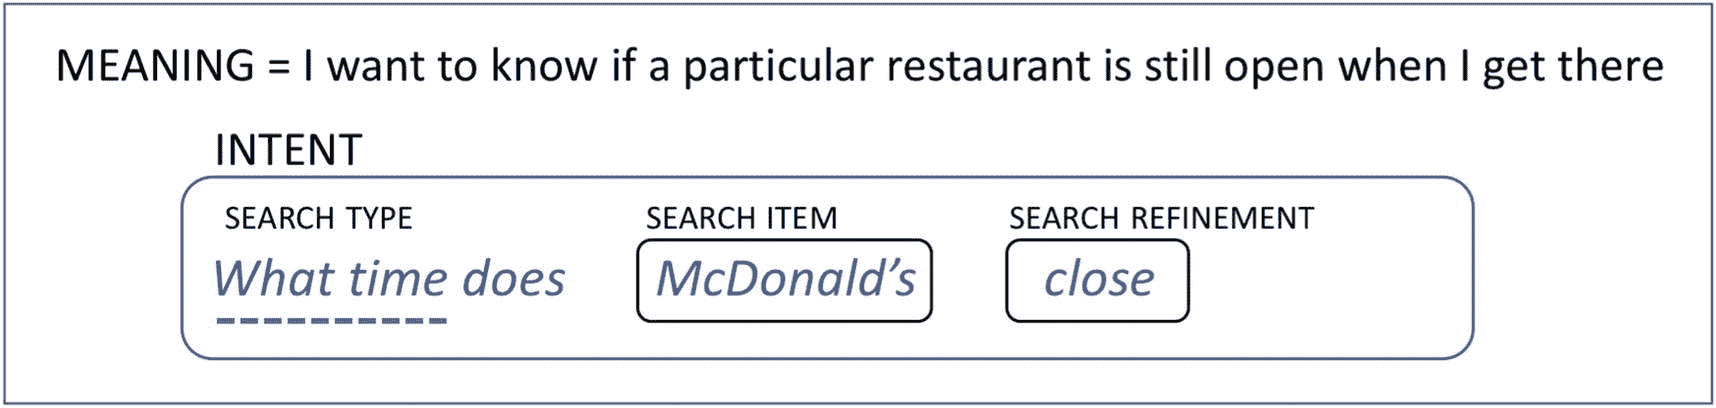 MEANING = I want to know if a particular restaurant is still open when I get there
INTENT
SEARCH TYPE SEARCH ITEM SEARCH REFINEMENT
What time does McDonald’s close